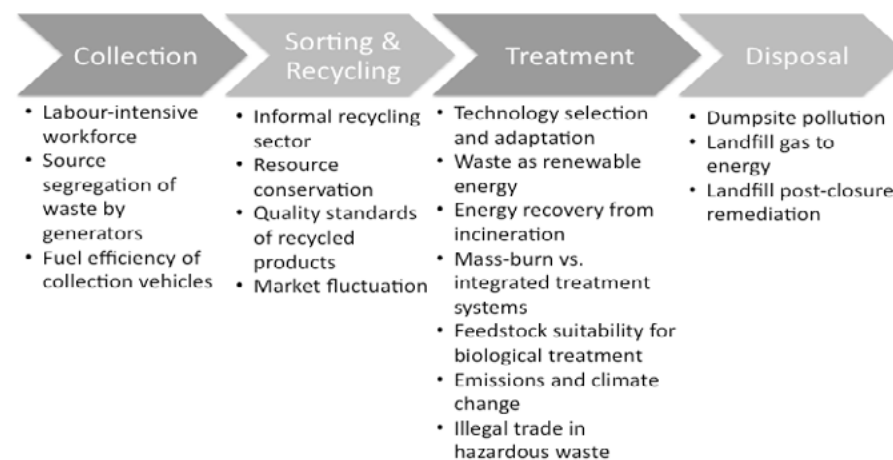 Collection
• Labour-intensive
workforce
• Source
segregation of
waste by
generators
• Fuel efficiency of
collection vehicles
Sorting &
Recycling
• Informal recycling
sector
• Resource
conservation
• Quality standards
of recycled
products
• Market fluctuation
Treatment
• Technology selection
and adaptation
• Waste as renewable
energy
• Energy recovery from
incineration
• Mass-burn vs.
integrated treatment
systems
• Feedstock suitability for
biological treatment
• Emissions and climate
change
• Illegal trade in
hazardous waste
Disposal
• Dumpsite pollution
• Landfill gas to
energy
• Landfill post-closure
remediation